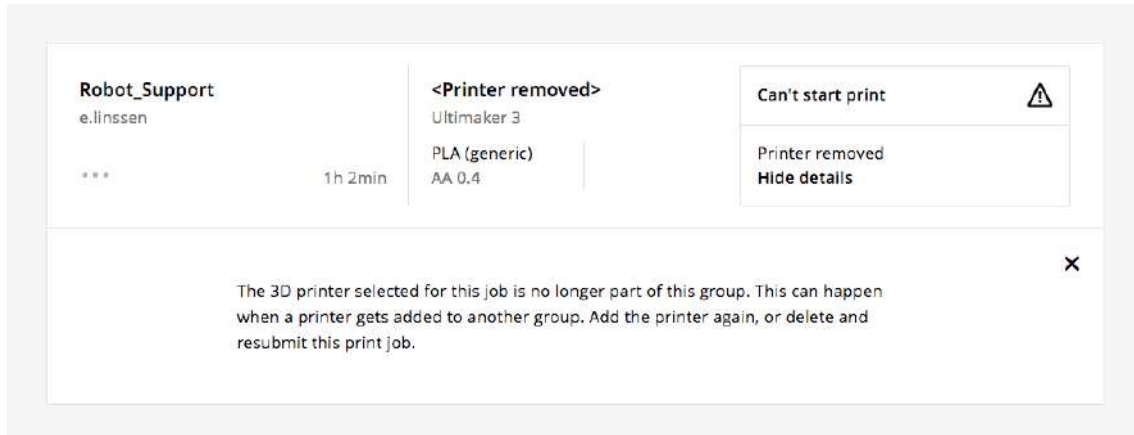 Robot_Support
e.linssen
1h 2min
<Printer removed>
Ultimaker 3
PLA (generic)
AA 0.4
Can't start print
Printer removed
Hide details
The 3D printer selected for this job is no longer part of this group. This can happen
when a printer gets added to another group. Add the printer again, or delete and
resubmit this print job.